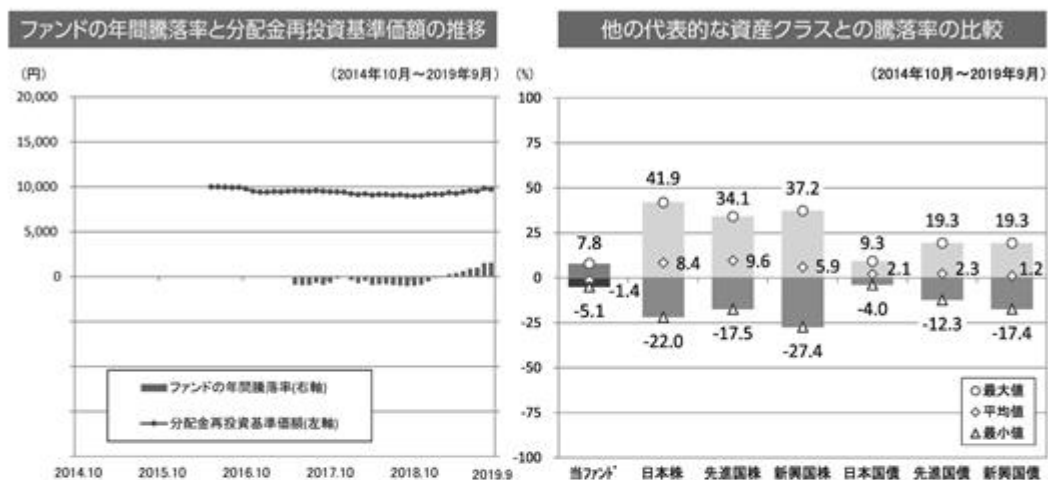 ファンドの年間騰落率と分配金再投資基準価額の推移
(円)
(2014年10月～2019年9月)
20,000
15,000
10,000
5,000
0
ファンドの年間騰落率(右軸)
分配金再投資基準価額(左軸)
2014.10 2015.10 2016.10 2017.10 2018.10 2019.9
他の代表的な資産クラスとの騰落率の比較
(%)
(2014年10月～2019年9月)
100
75
50
25
0
-25
-50
-75
-100
7.8 41.9 34.1 37.2 9.3 19.3 19.3
-1.4 8.4 9.6 5.9 2.1 2.3 1.2
-5.1 -22.0 -17.5 -27.4 -4.0 -12.3 -17.4
最大値
平均値
最小値
当ファンド 日本株 先進国株 新興国株 日本国債 先進国債 新興国債